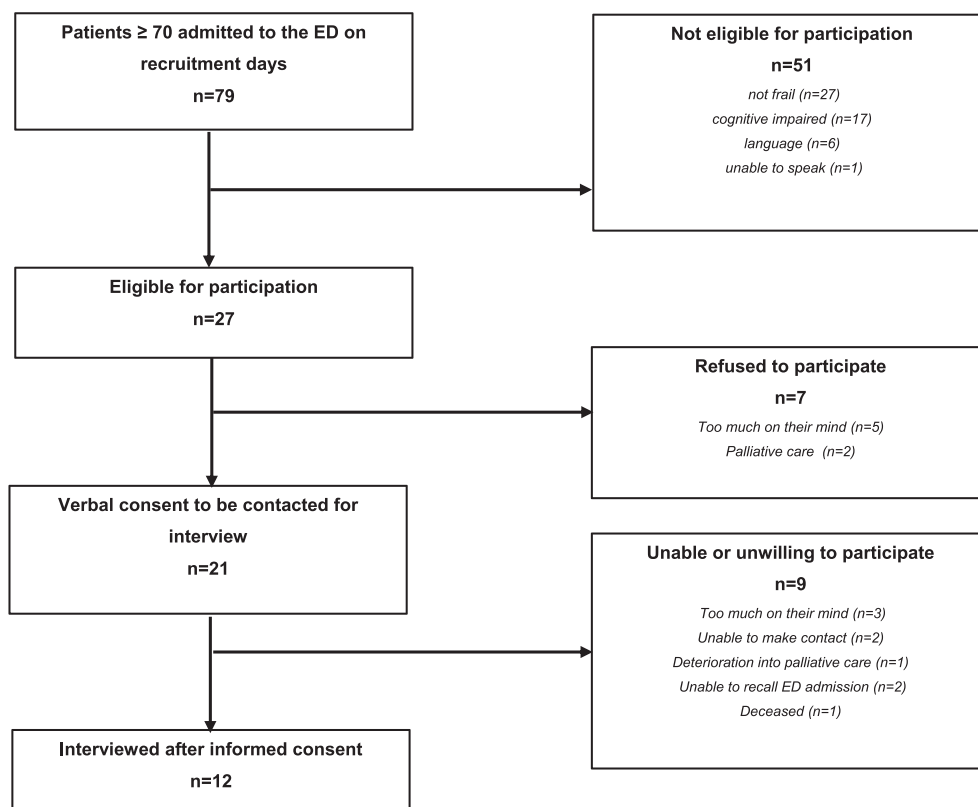 Patients ≥ 70 admitted to the ED on
recruitment days
n=79
Not eligible for participation
n=51
not frail (n=27)
cognitive impaired (n=17)
language (n=6)
unable to speak (n=1)
Eligible for participation
n=27
Refused to participate
n=7
Too much on their mind (n=5)
Palliative care (n=2)
Verbal consent to be contacted for
interview
n=21
Unable or unwilling to participate
n=9
Too much on their mind (n=3)
Unable to make contact (n=2)
Deterioration into palliative care (n=1)
Unable to recall ED admission (n=2)
Deceased (n=1)
Interviewed after informed consent
n=12